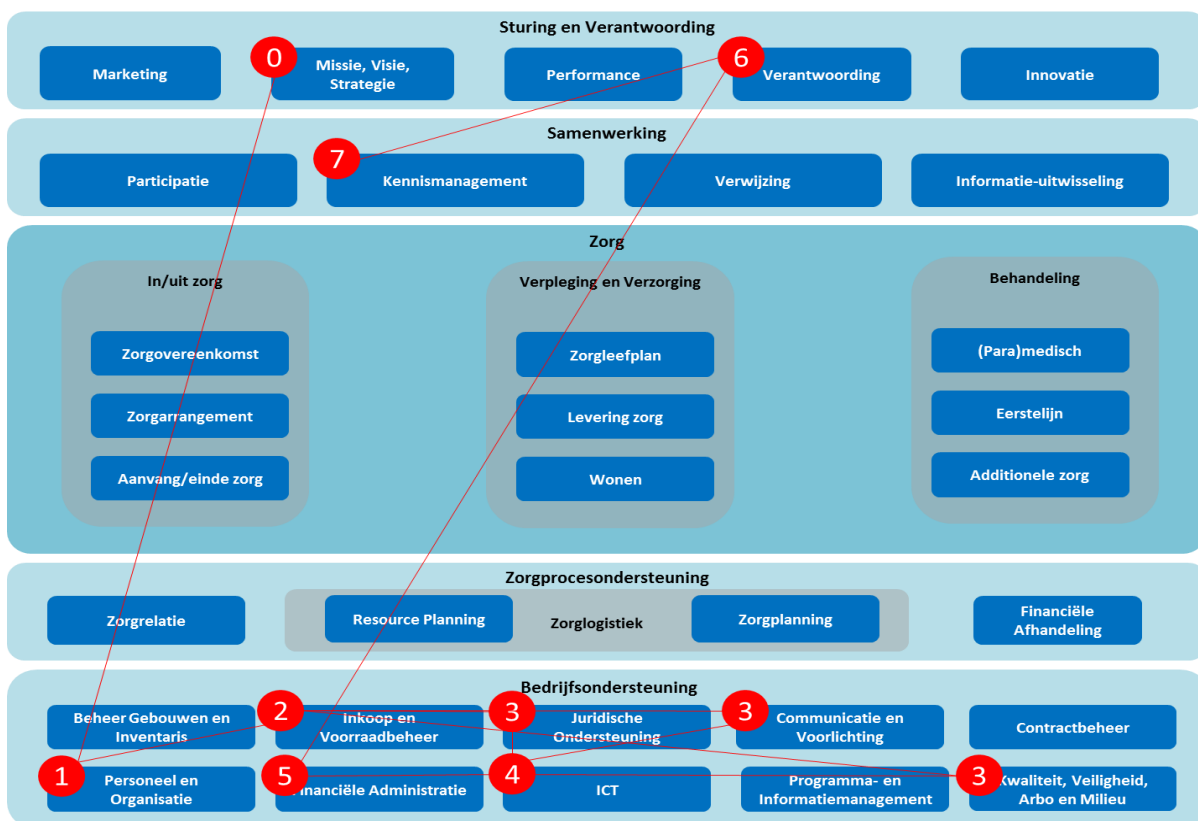 Sturing en Verantwoording
Marketing
0
Missie, Visie,
Strategie
Performance
6
Verantwoording
Innovatie
Samenwerking
Participatie
7
Kennismanagement
Verwijzing
Informatie-uitwisseling
Zorg
In/uit zorg
Zorgovereenkomst
Zorgarrangement
Aanvang/einde zorg
Verpleging en Verzorging
Zorgleefplan
Levering zorg
Wonen
Behandeling
(Para)medisch
Eerstelijn
Additionele zorg
Zorgprocesondersteuning
Zorgrelatie
Resource Planning
Zorglogistiek
Zorgplanning
Financiële
Afhandeling
Bedrijfsondersteuning
Beheer Gebouwen en
Inventaris
2
Inkoop en
Voorraadbeheer
3
Juridische
Ondersteuning
3
Communicatie en
Voorlichting
Contractbeheer
1
Personeel en
Organisatie
5
Financiële Administratie
4
ICT
Programma- en
Informatiemanagement
3
Kwaliteit, Veiligheid,
Arbo en Milieu